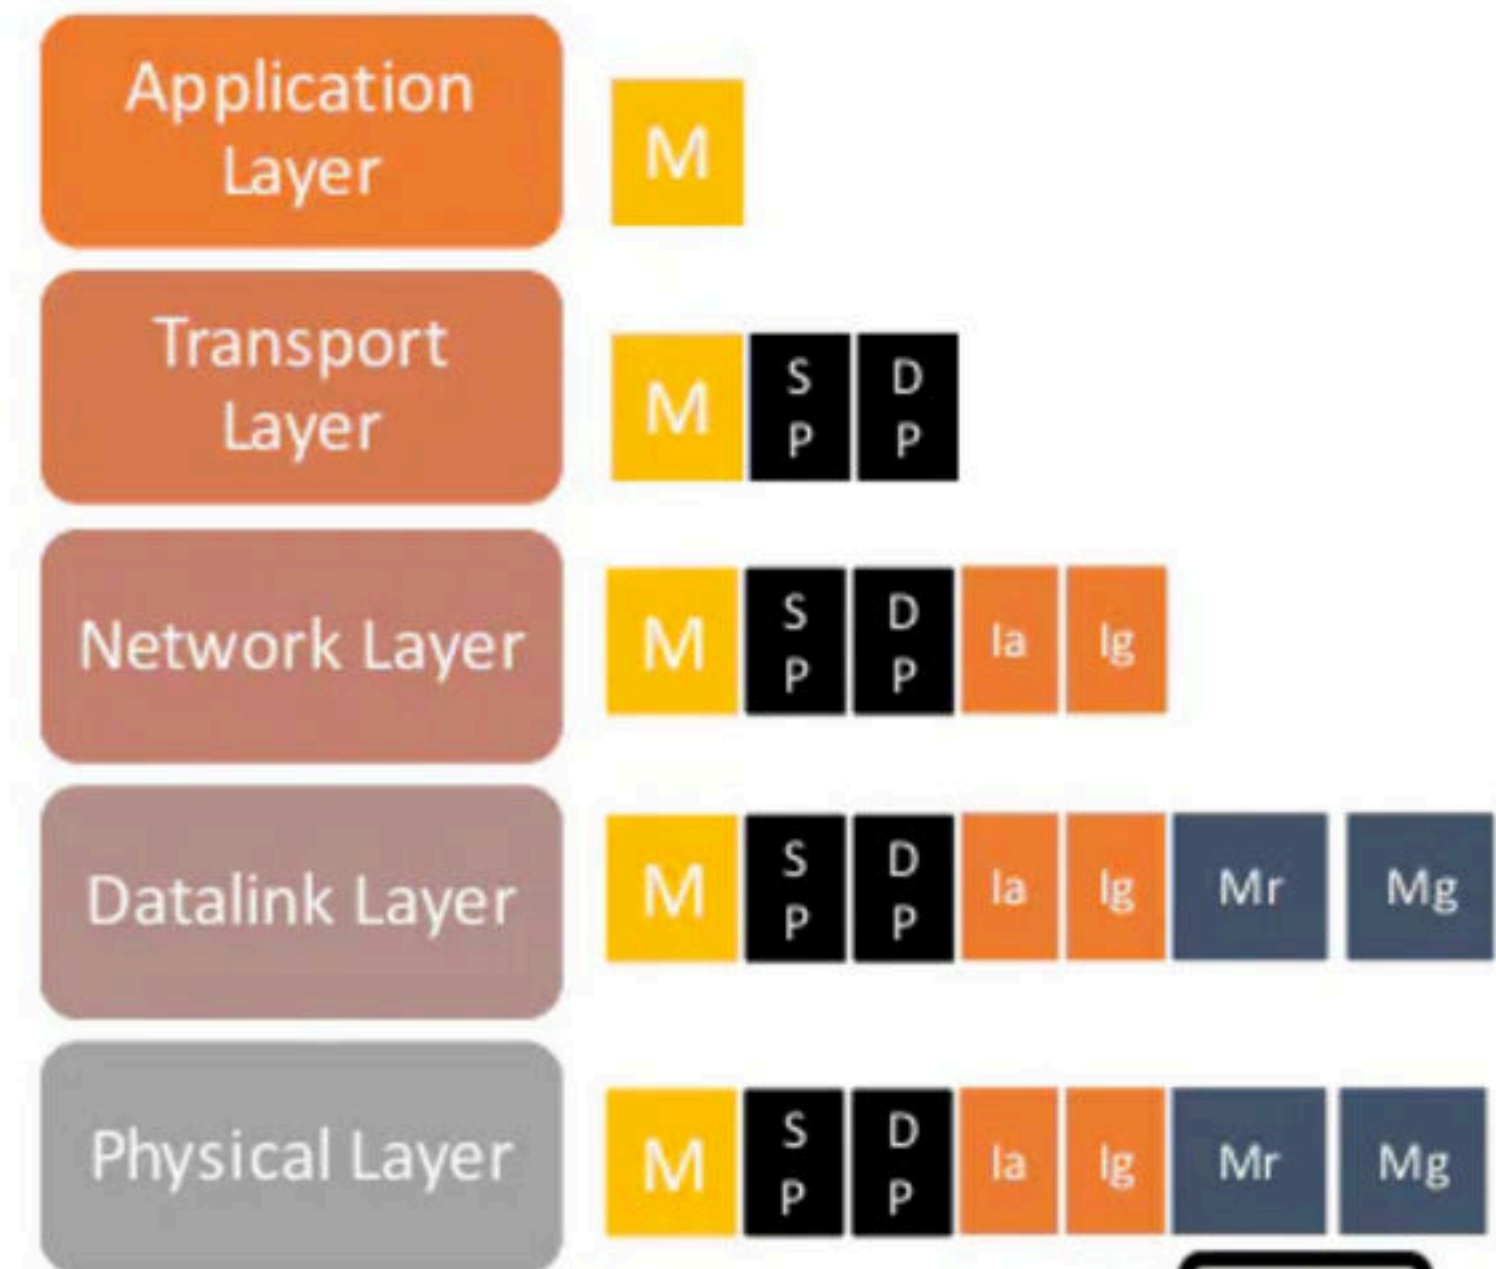 Application
Layer
M
Transport
Layer
M
S
P
D
P
Network Layer
M
S
P
D
P
Ia
Ig
Datalink Layer
M
S
P
D
P
Ia
Ig
Mr
Mg
Physical Layer
M
S
P
D
P
Ia
Ig
Mr
Mg